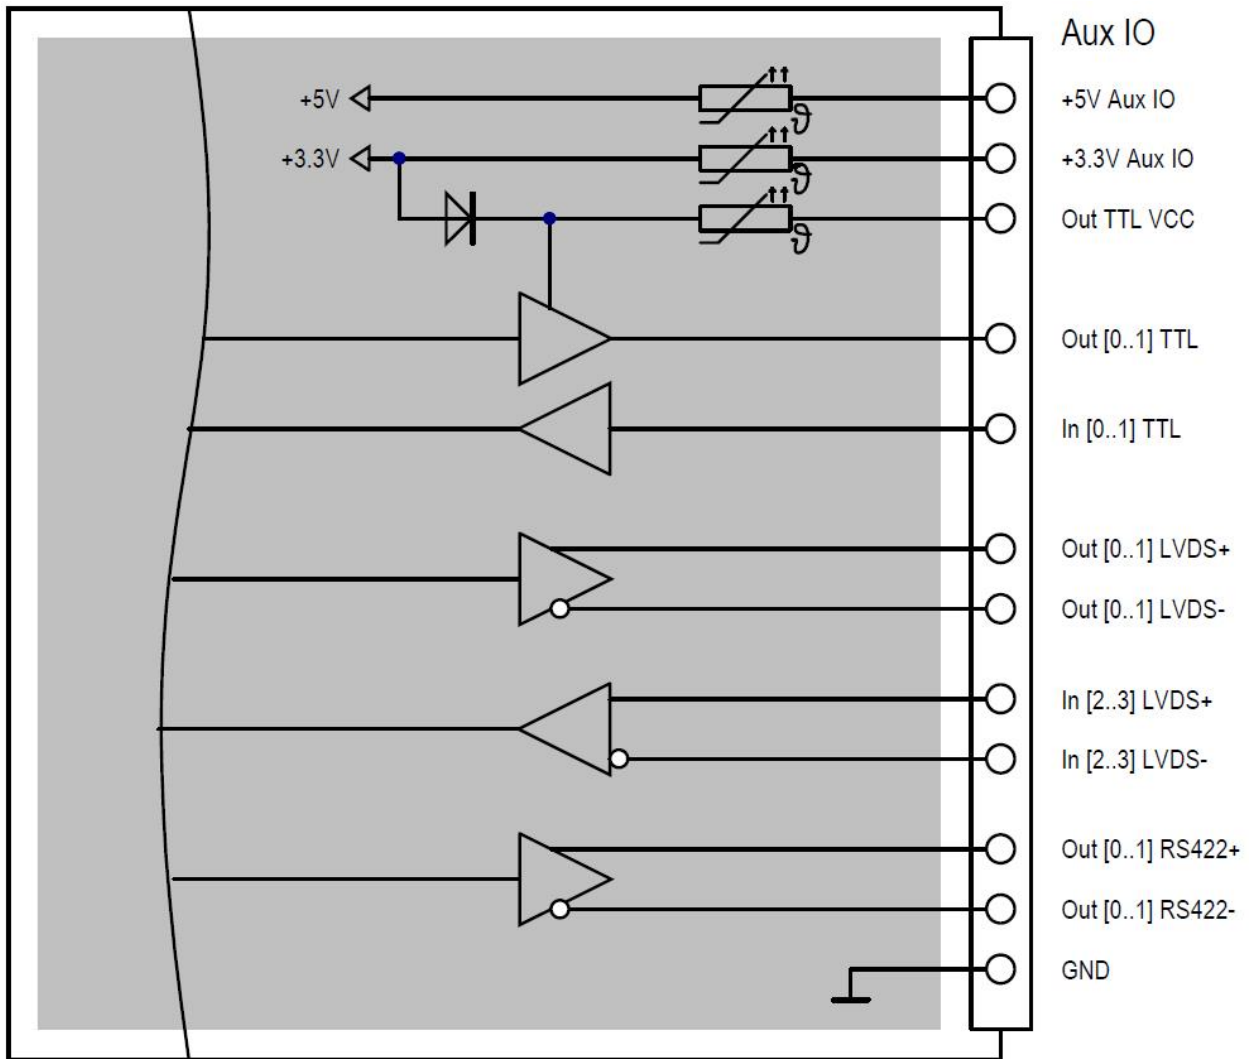 Aux IO
+5V
+5V Aux IO
+3.3V
+3.3V Aux IO
Out TTL VCC
Out [0..1] TTL
In [0..1] TTL
Out [0..1] LVDS+
Out [0..1] LVDS-
In [2..3] LVDS+
In [2..3] LVDS-
Out [0..1] RS422+
Out [0..1] RS422-
GND